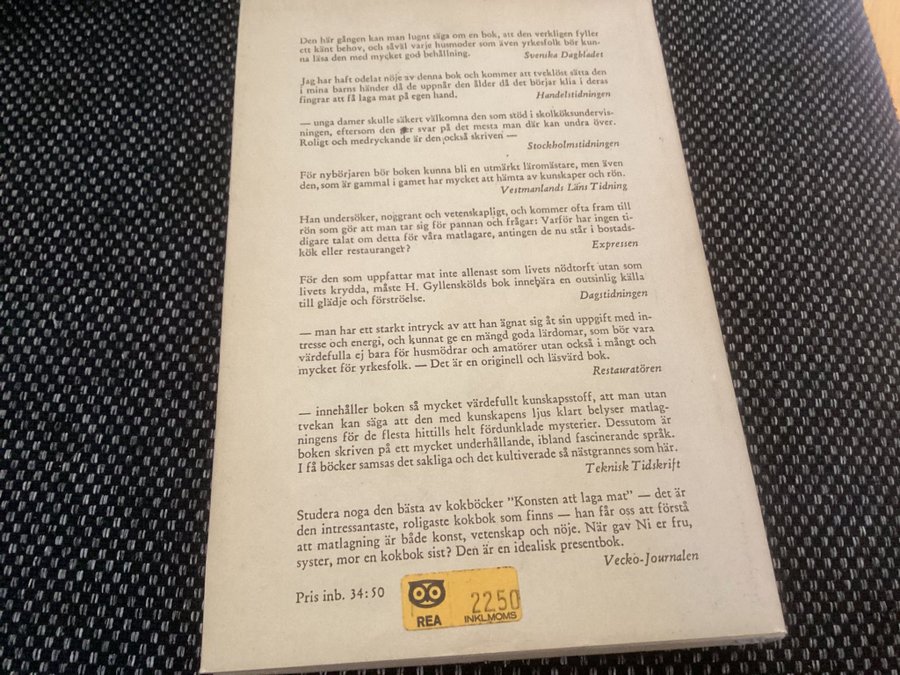 Den här gången kan man lugnt säga om en bok, att den verkligen fyller
ett känt behov, och såväl varje husmoder som även yrkesfolk bör kun-
na läsa den med mycket god behållning. Svenska Dagbladet
Jag har haft odelat nöje av denna bok och kommer att tveklöst sätta den
i mina barns händer då de uppnår den ålder då det börjar klia i deras
fingrar att få laga mat på egen hand. Handelstidningen
— unga damer skulle säkert välkomna den som stöd i skolköksundervis-
ningen, eftersom den ger svar på det mesta man där kan undra över.
Roligt och medryckande är den också skriven —
Stockholmstidningen
För nybörjaren bör boken kunna bli en utmärkt läromästare, men även
den, som är gammal i gamet har mycket att hämta av kunskaper och rön.
Vestmanlands Läns Tidning
Han undersöker, noggrant och vetenskapligt, och kommer ofta fram till
rön som gör att man tar sig för pannan och frågar: Varför har ingen ti-
digare talat om detta för våra matlagare, antingen de nu står i bostads-
kök eller restauranger? Expressen
För den som uppfattar mat inte allenast som livets nödtorft utan som
livets krydda, måste H. Gyllenskölds bok innebära en outsinlig källa
till glädje och förströelse. Dagstidningen
— man har ett starkt intryck av att han ägnat sig åt sin uppgift med in-
tresse och energi, och kunnat ge en mängd goda lärdomar, som bör vara
värdefulla ej bara för husmödrar och amatörer utan också i mångt och
mycket för yrkesfolk. — Det är en originell och läsvärd bok.
Restauratören
— innehåller boken så mycket värdefullt kunskapsstoff, att man utan
tvekan kan säga att den med kunskapens ljus klart belyser matlag-
ningens för de flesta hittills helt fördunklade mysterier. Dessutom är
boken skriven på ett mycket underhållande, ibland fascinerande språk.
I få böcker samsas det sakliga och det kultiverade så nästgrannes som här.
Teknisk Tidskrift
Studera noga den bästa av kokböcker "Konsten att laga mat" — det är
den intressantaste, roligaste kokbok som finns — han får oss att förstå
att matlagning är både konst, vetenskap och nöje. När gav Ni er fru,
syster, mor en kokbok sist? Den är en idealisk presentbok.
Vecko-Journalen
Pris inb. 34:50
REA
22.50
INKL.MOMS